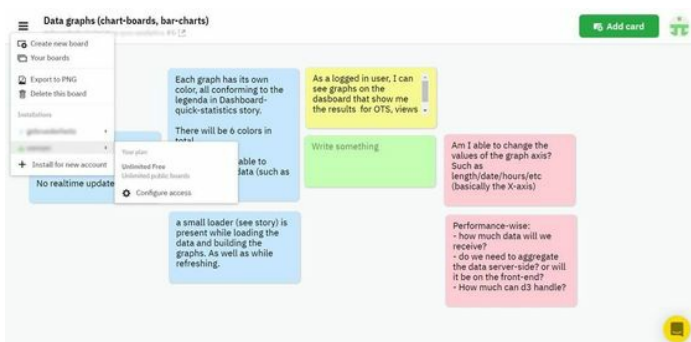 Data graphs (chart-boards, bar-charts)
#6
Add card
Create new board
Your boards
Export to PNG
Delete this board
Installations
Install for new account
Your plan
Unlimited Free
Unlimited public boards
Configure access
No realtime update
Each graph has its own
color, all conforming to the
legenda in Dashboard-
quick-statistics story.
There will be 6 colors in
total
able to
data (such as
a small loader (see story) is
present while loading the
data and building the
graphs. As well as while
refreshing.
As a logged in user, I can
see graphs on the
dasboard that show me
the results for OTS, views
Write something
Am I able to change the
values of the graph axis?
Such as
length/date/hours/etc
(basically the X-axis)
Performance-wise:
- how much data will we
receive?
- do we need to aggregate
the data server-side? or will
it be on the front-end?
- How much can d3 handle?